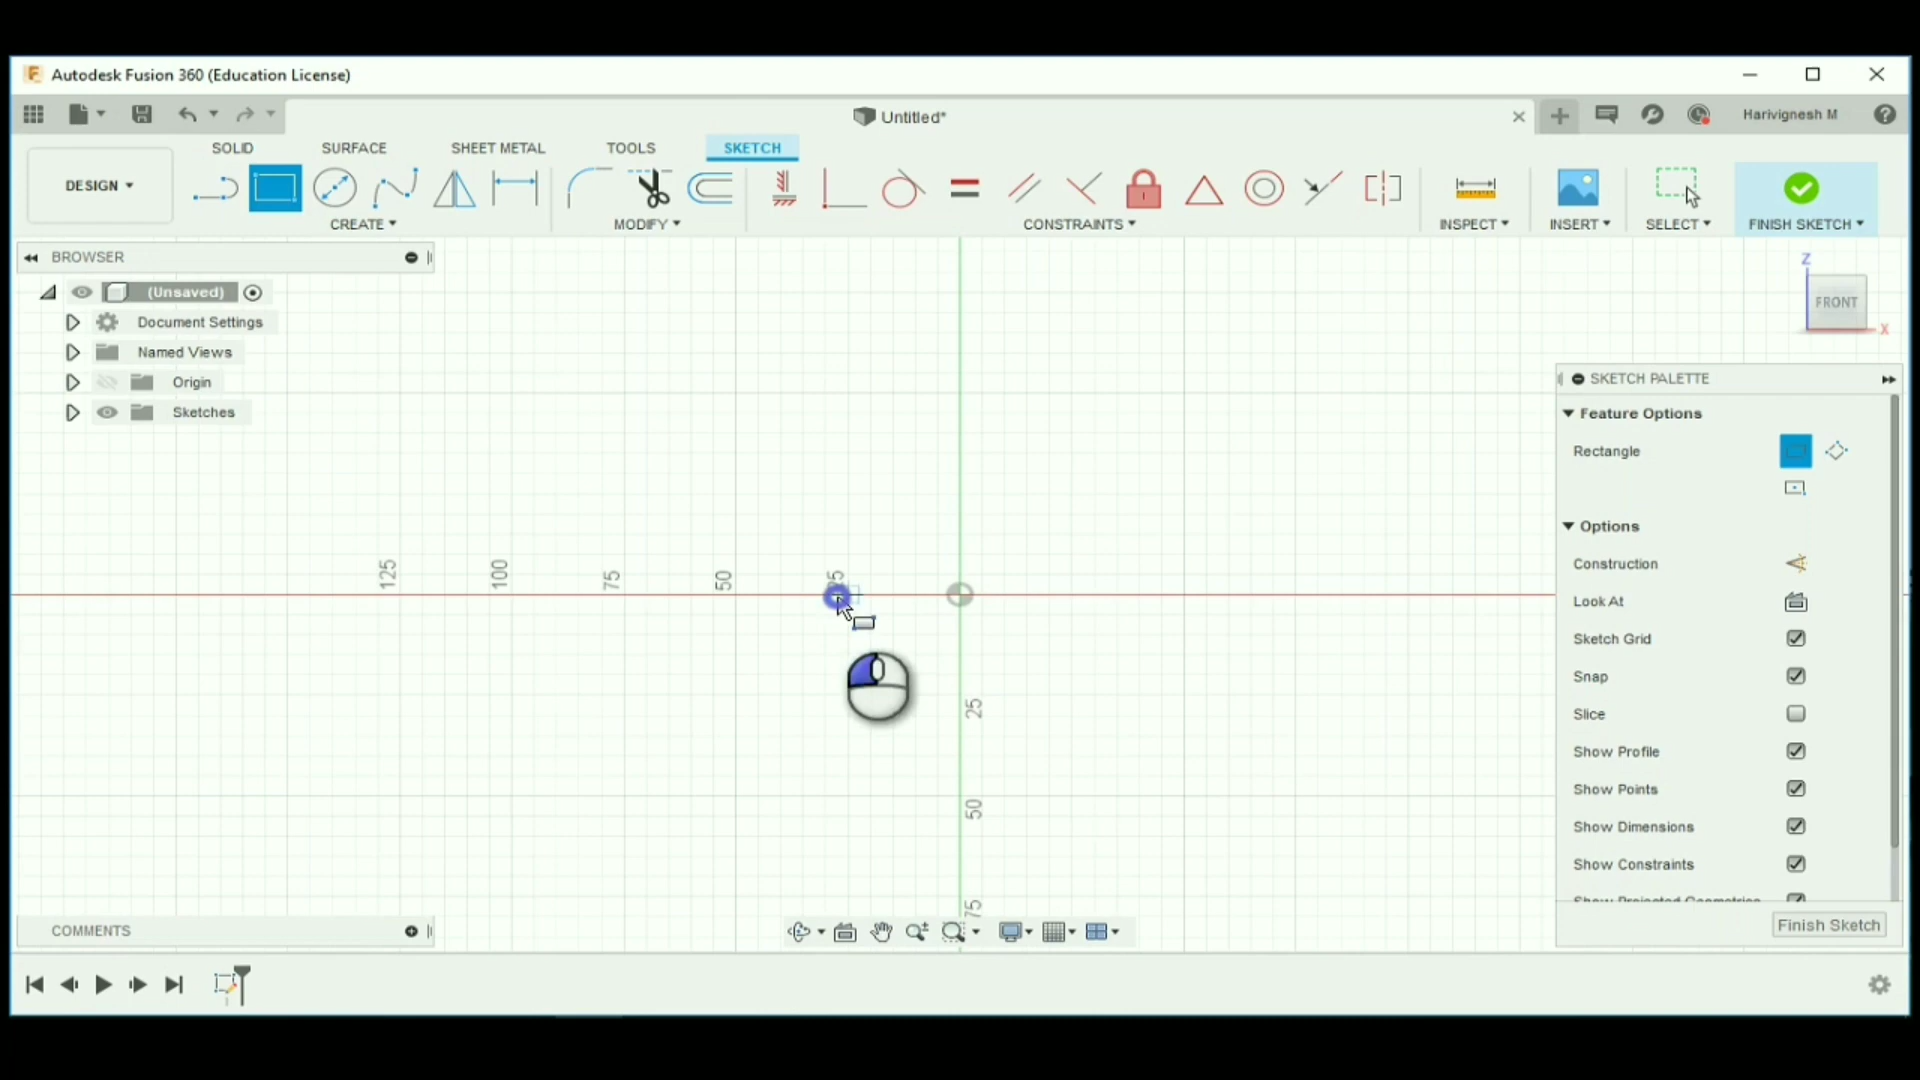 Autodesk Fusion 360 (Education License)
Untitled*
Harivignesh M
SOLID SURFACE SHEET METAL TOOLS SKETCH
DESIGN
CREATE MODIFY CONSTRAINTS INSPECT INSERT SELECT FINISH SKETCH
BROWSER
(Unsaved)
Document Settings
Named Views
Origin
Sketches
Z
FRONT
X
SKETCH PALETTE
Feature Options
Rectangle
Options
Construction
Look At
Sketch Grid
Snap
Slice
Show Profile
Show Points
Show Dimensions
Show Constraints
Show Projected Geometries
Finish Sketch
125 100 75 50 25
25
50
75
COMMENTS